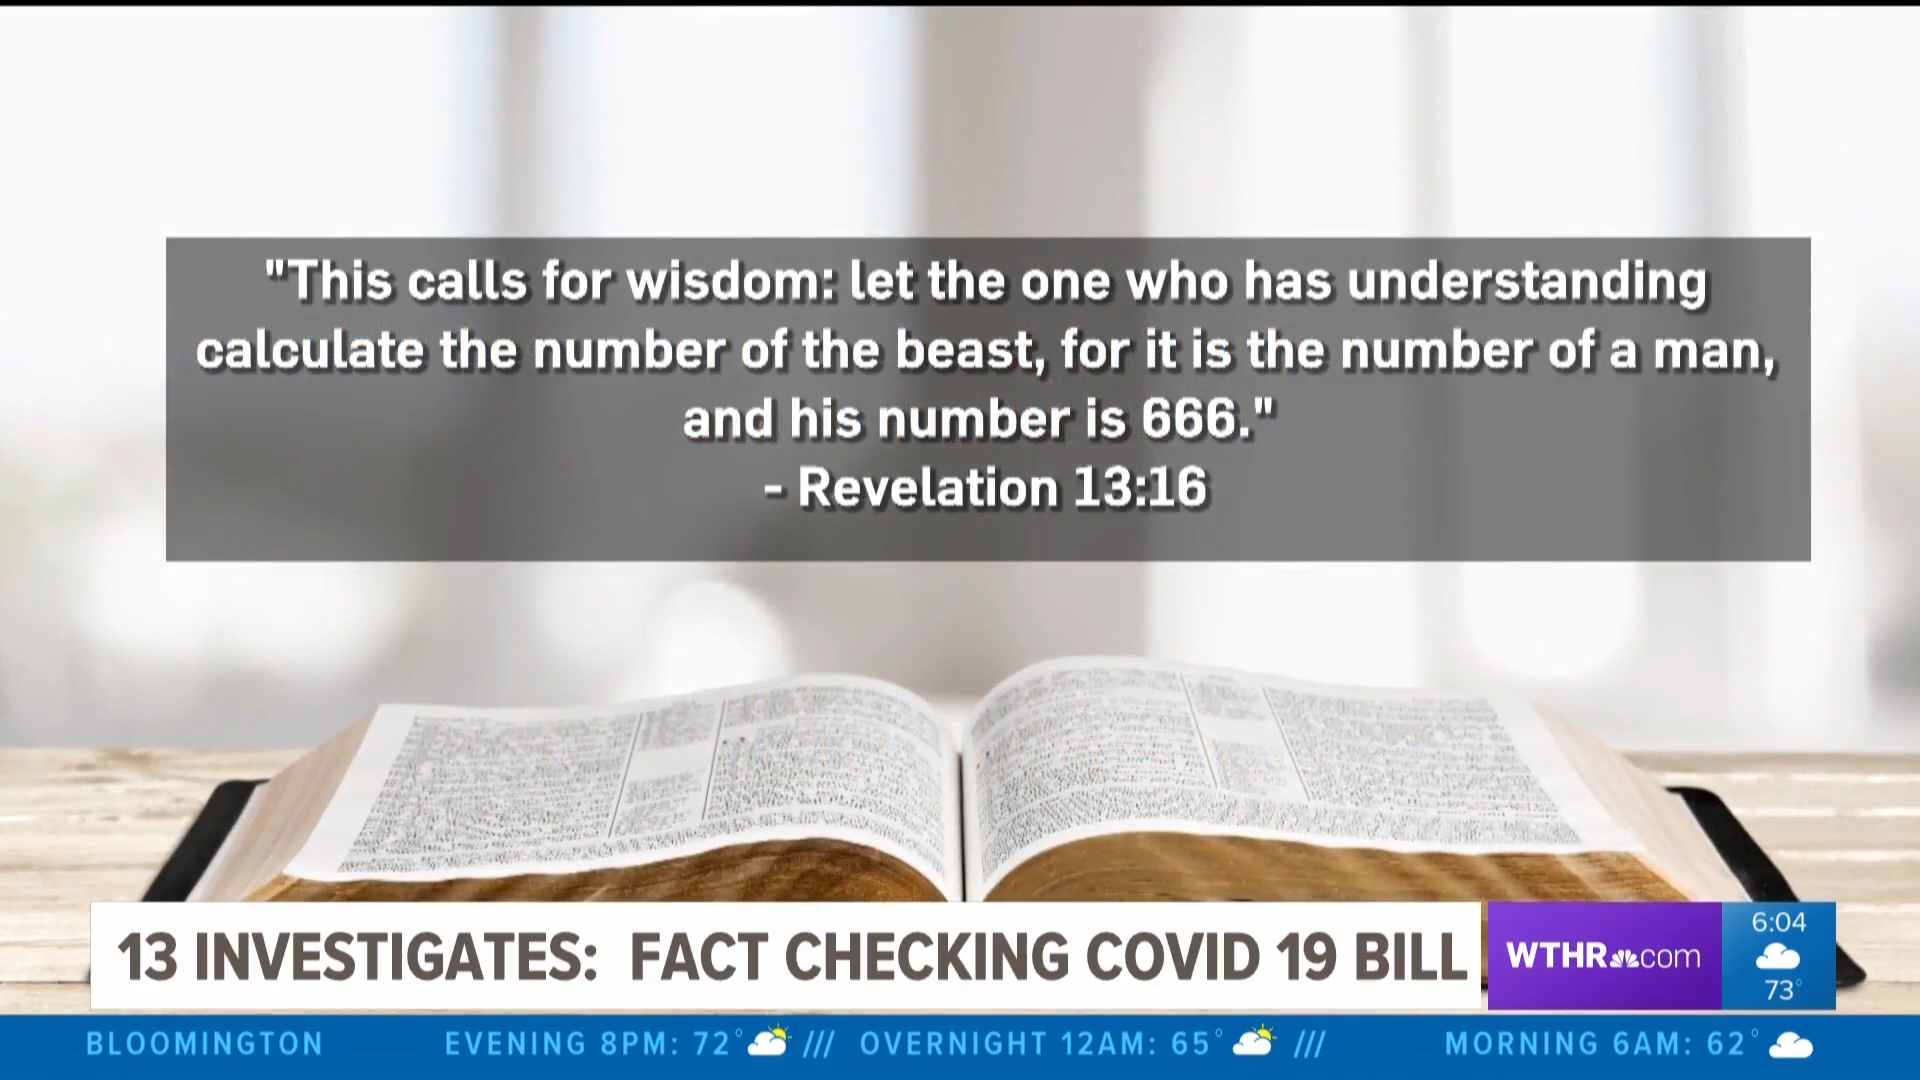 "This calls for wisdom: let the one who has understanding
calculate the number of the beast, for it is the number of a man,
and his number is 666."
- Revelation 13:16
13 INVESTIGATES: FACT CHECKING COVID 19 BILL
WTHR.com
6:04
73°
BLOOMINGTON EVENING 8PM: 72° /// OVERNIGHT 12AM: 65° /// MORNING 6AM: 62°